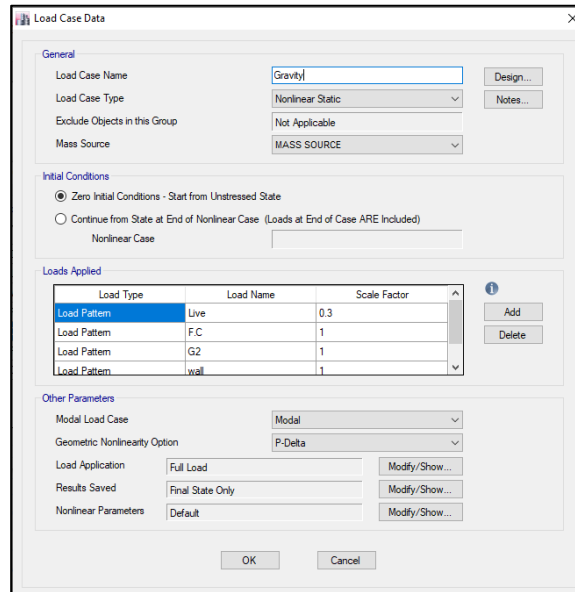 Load Case Data
General
Load Case Name Gravity Design...
Load Case Type Nonlinear Static Notes...
Exclude Objects in this Group Not Applicable
Mass Source MASS SOURCE
Initial Conditions
Zero Initial Conditions - Start from Unstressed State
Continue from State at End of Nonlinear Case (Loads at End of Case ARE Included)
Nonlinear Case
Loads Applied
Load Type Load Name Scale Factor
Load Pattern Live 0.3 Add
Load Pattern F.C 1 Delete
Load Pattern G2 1
Load Pattern wall 1
Other Parameters
Modal Load Case Modal
Geometric Nonlinearity Option P-Delta
Load Application Full Load Modify/Show...
Results Saved Final State Only Modify/Show...
Nonlinear Parameters Default Modify/Show...
OK Cancel